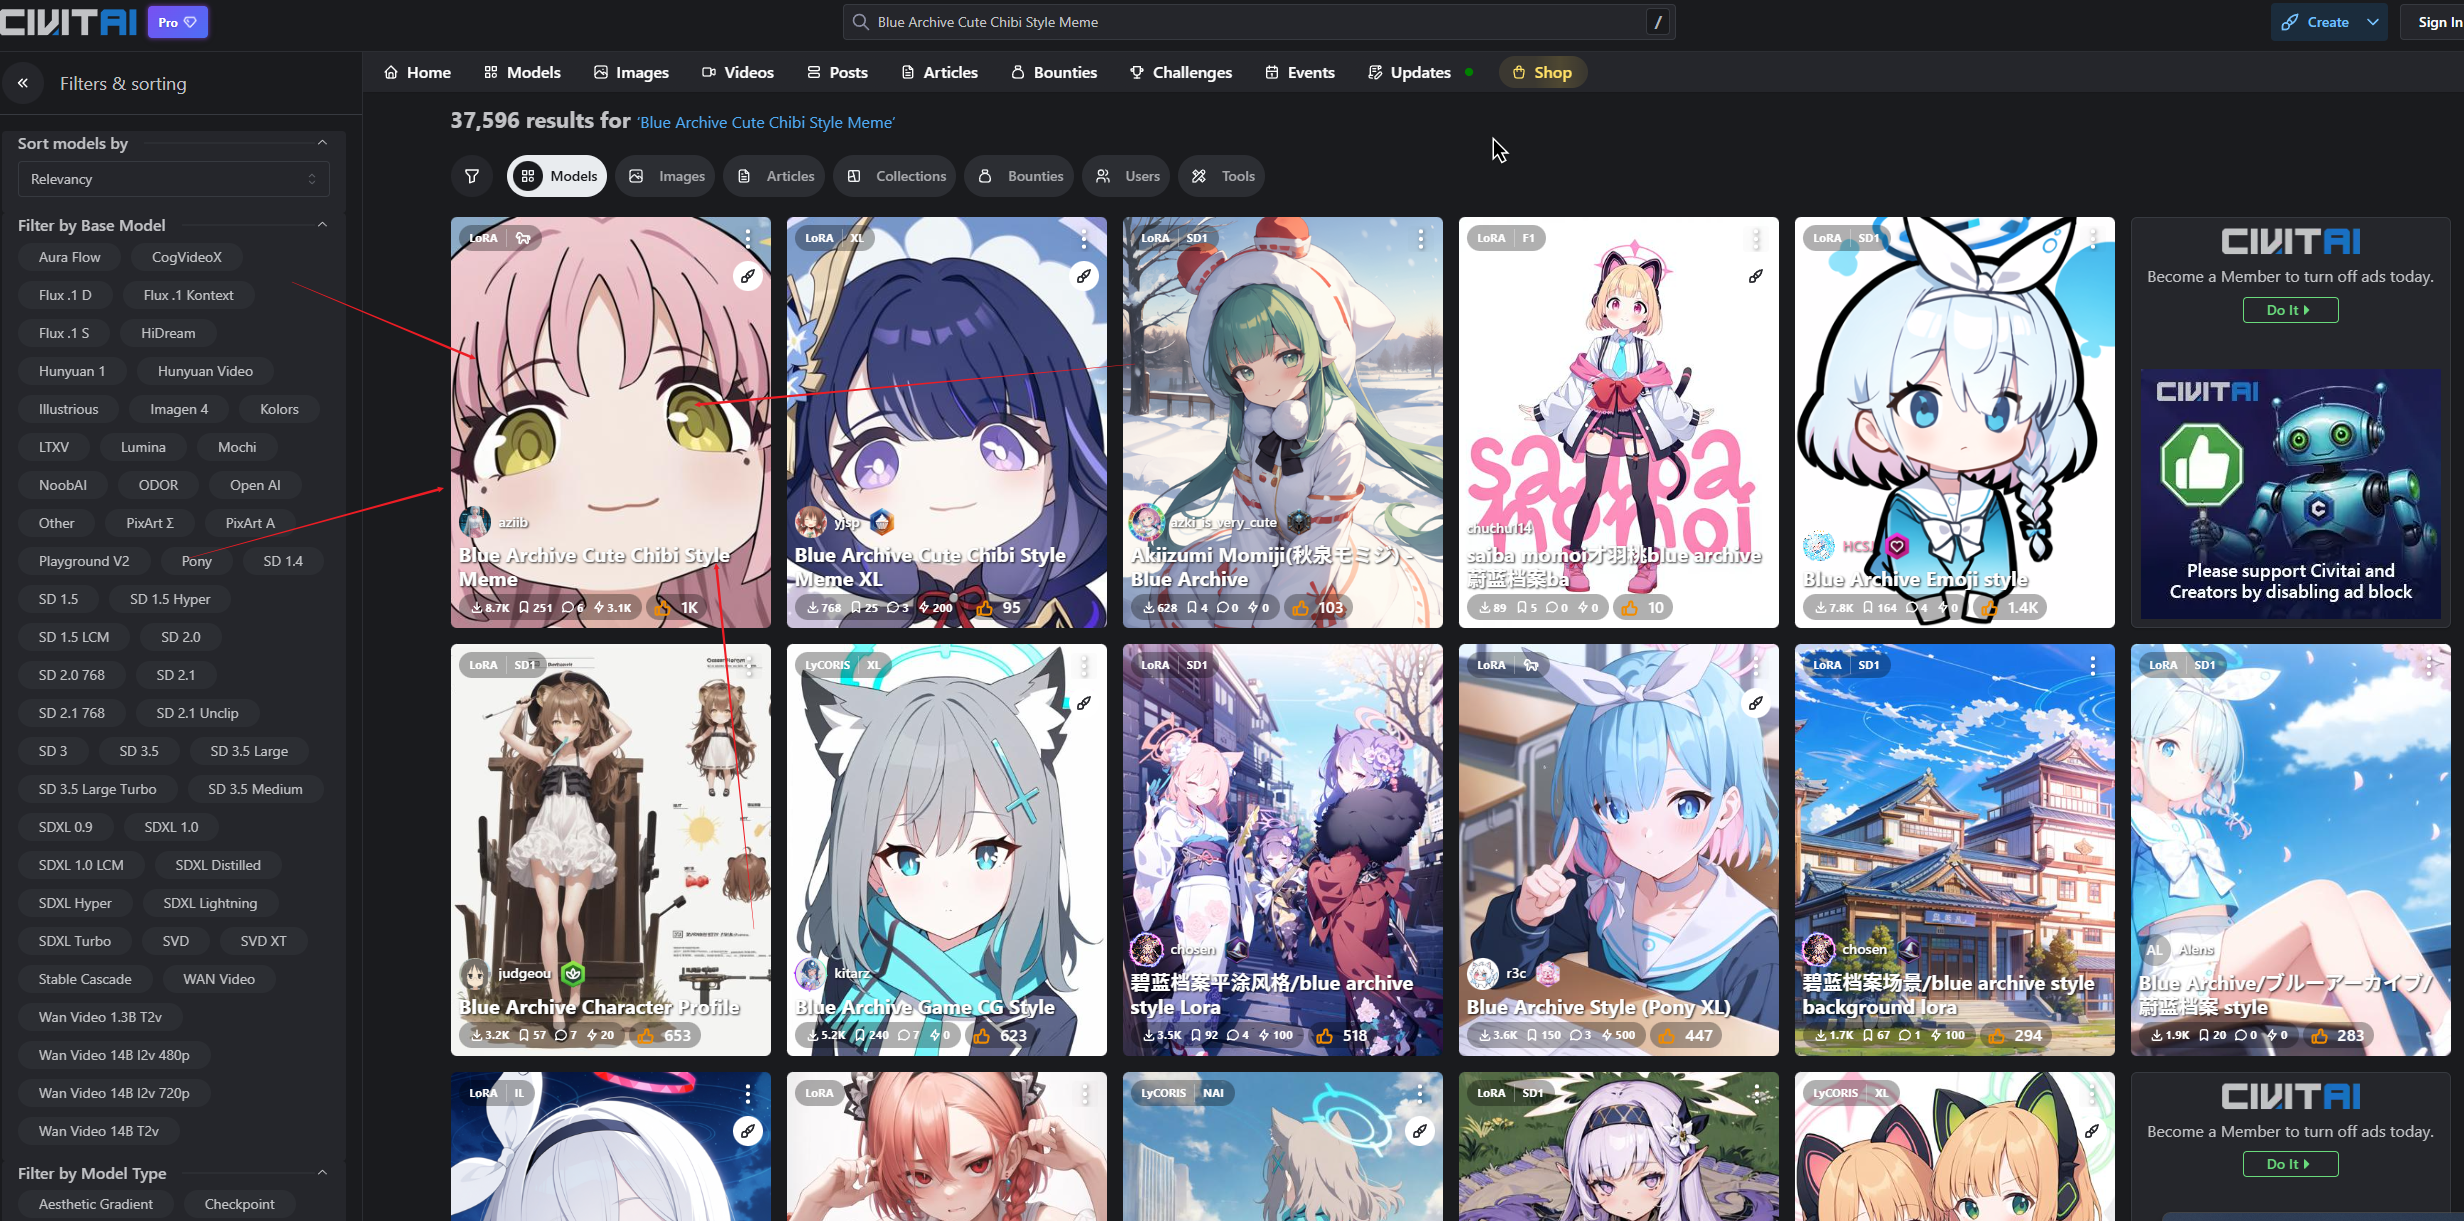 CIVITAI
Pro
Blue Archive Cute Chibi Style Meme
/
Create
Sign In
Filters & sorting
Home
Models
Images
Videos
Posts
Articles
Bounties
Challenges
Events
Updates
Shop
Sort models by
Relevancy
Filter by Base Model
Aura Flow
CogVideoX
Flux .1 D
Flux .1 Kontext
Flux .1 S
HiDream
Hunyuan 1
Hunyuan Video
Illustrious
Imagen 4
Kolors
LTXV
Lumina
Mochi
NoobAI
ODOR
Open AI
Other
PixArt Σ
PixArt A
Playground V2
Pony
SD 1.4
SD 1.5
SD 1.5 Hyper
SD 1.5 LCM
SD 2.0
SD 2.0 768
SD 2.1
SD 2.1 768
SD 2.1 Unclip
SD 3
SD 3.5
SD 3.5 Large
SD 3.5 Large Turbo
SD 3.5 Medium
SDXL 0.9
SDXL 1.0
SDXL 1.0 LCM
SDXL Distilled
SDXL Hyper
SDXL Lightning
SDXL Turbo
SVD
SVD XT
Stable Cascade
WAN Video
Wan Video 1.3B T2v
Wan Video 14B I2v 480p
Wan Video 14B I2v 720p
Wan Video 14B T2v
Filter by Model Type
Aesthetic Gradient
Checkpoint
37,596 results for 'Blue Archive Cute Chibi Style Meme'
Models
Images
Articles
Collections
Bounties
Users
Tools
LoRA
aziib
Blue Archive Cute Chibi Style
Meme
8.7K 251 6 3.1K 1K
LoRA XL
yjsp
Blue Archive Cute Chibi Style
Meme XL
768 25 3 200 95
LoRA SD1
azki_is_very_cute
Akiizumi Momiji(秋泉モミジ) -
Blue Archive
628 4 0 0 103
LoRA F1
saiba
momoi
chuchu114
saiba momoi才羽桃blue archive
蔚蓝档案ba
89 5 0 0 10
LoRA SD1
HCSJ
Blue Archive Emoji style
7.8K 164 4 0 1.4K
CIVITAI
Become a Member to turn off ads today.
Do It
CIVITAI
Please support Civitai and
Creators by disabling ad block
LoRA SD1
judgeou
Blue Archive Character Profile
3.2K 57 7 20 653
LyCORIS XL
kitarz
Blue Archive Game CG Style
5.2K 240 7 0 623
LoRA SD1
chosen
碧蓝档案平涂风格/blue archive
style Lora
3.5K 92 4 100 518
LoRA
r3c
Blue Archive Style (Pony XL)
3.6K 150 3 500 447
LoRA SD1
chosen
碧蓝档案场景/blue archive style
background lora
1.7K 67 1 100 294
LoRA SD1
AL
Alens
Blue Archive/ブルーアーカイブ/
蔚蓝档案 style
1.9K 20 0 0 283
LoRA IL
LoRA
LyCORIS NAI
LoRA SD1
LyCORIS XL
CIVITAI
Become a Member to turn off ads today.
Do It